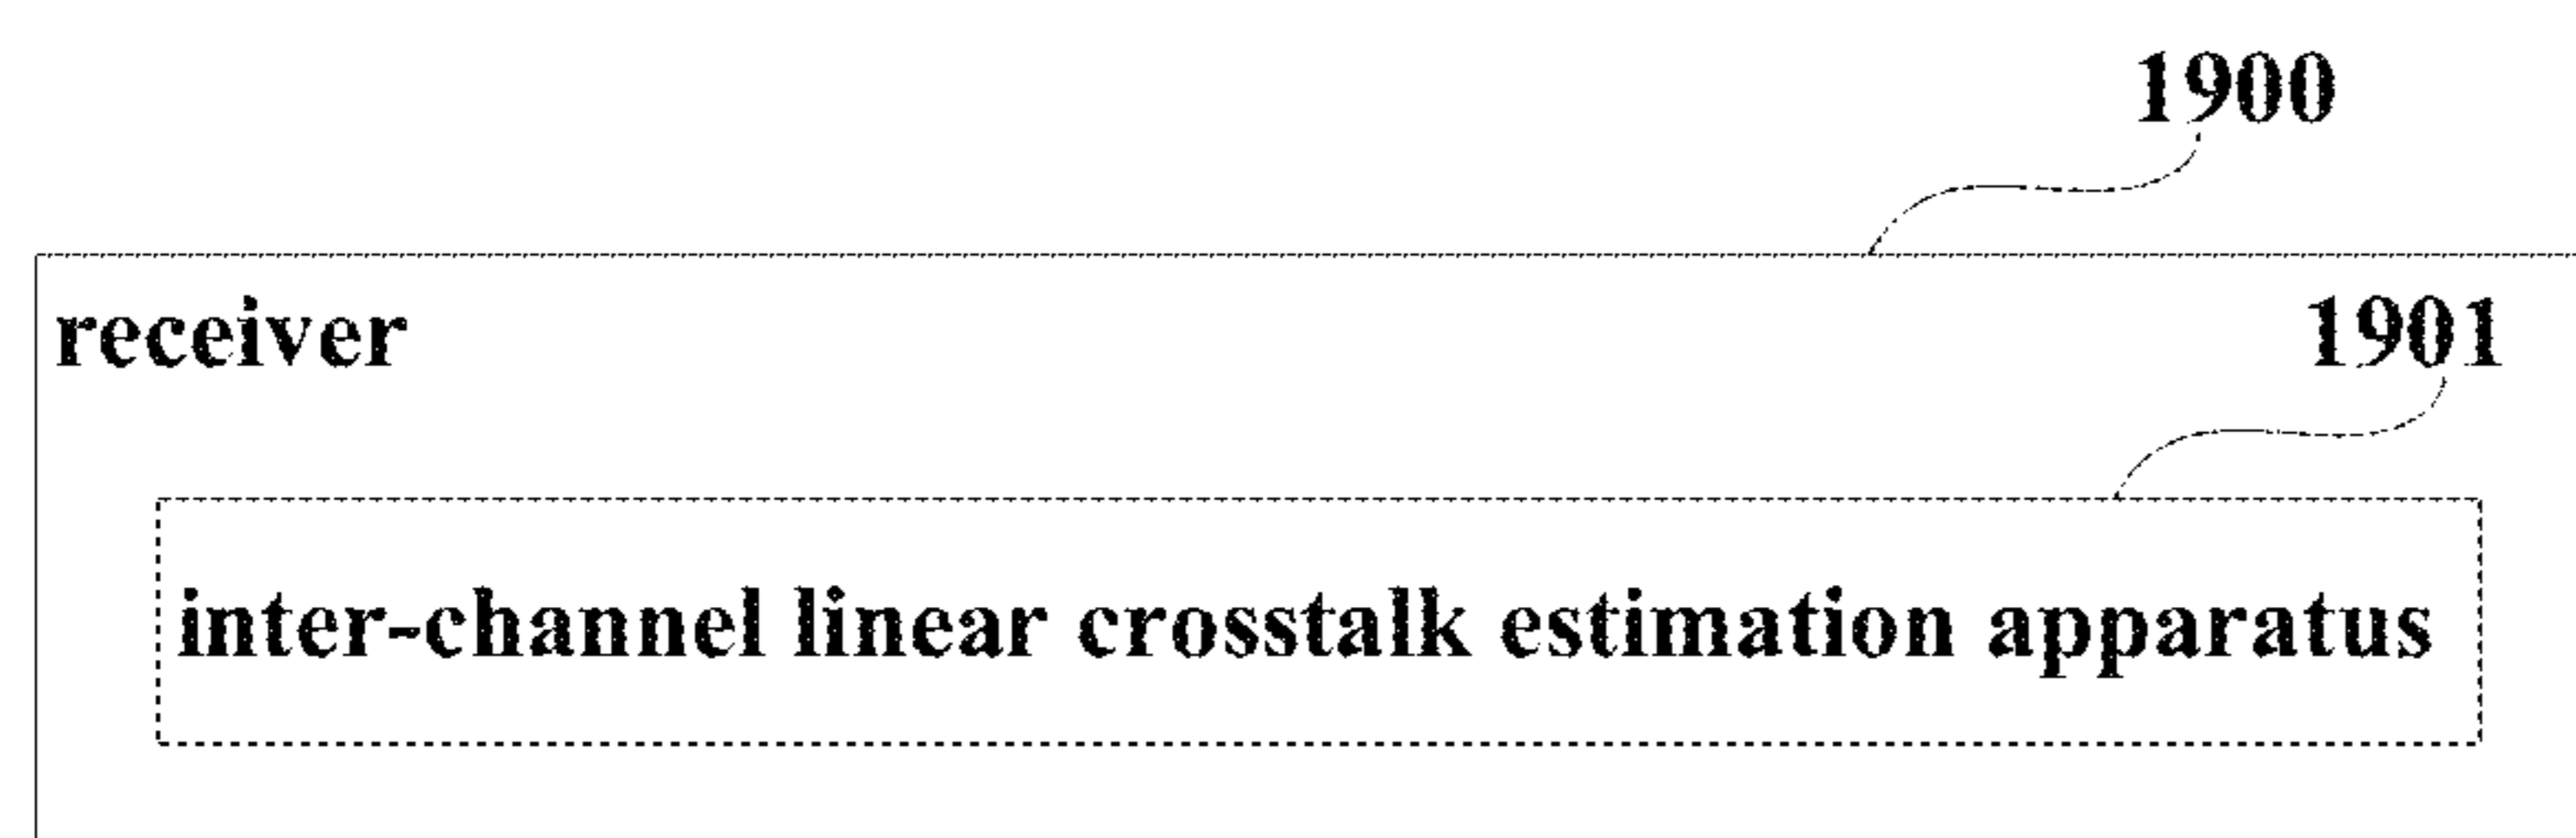 1900
receiver
1901
inter-channel linear crosstalk estimation apparatus